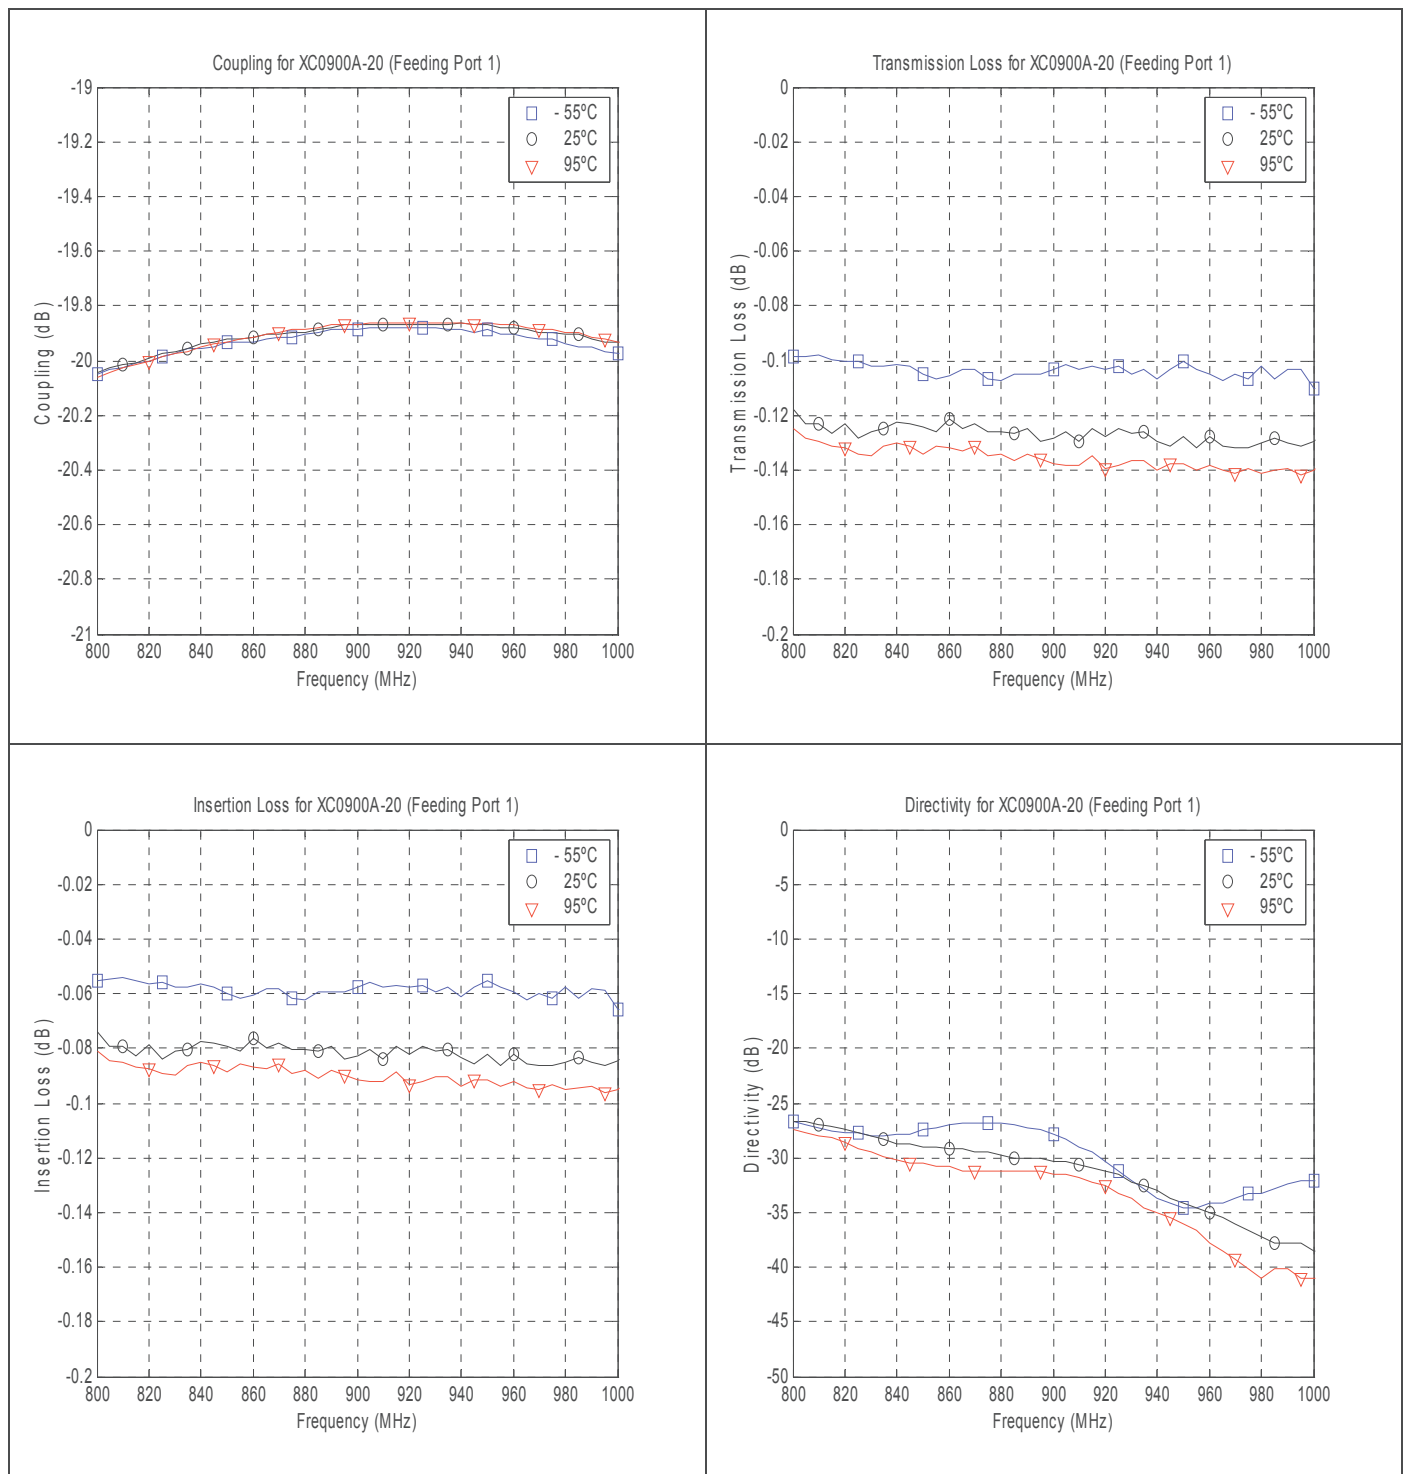 Coupling for XC0900A-20 (Feeding Port 1)
-19
-19.2
-19.4
-19.6
-19.8
-20
-20.2
-20.4
-20.6
-20.8
-21
Coupling (dB)
- 55ºC
25ºC
95ºC
800 820 840 860 880 900 920 940 960 980 1000
Frequency (MHz)
Transmission Loss for XC0900A-20 (Feeding Port 1)
0
-0.02
-0.04
-0.06
-0.08
-0.1
-0.12
-0.14
-0.16
-0.18
-0.2
Transmission Loss (dB)
- 55ºC
25ºC
95ºC
800 820 840 860 880 900 920 940 960 980 1000
Frequency (MHz)
Insertion Loss for XC0900A-20 (Feeding Port 1)
0
-0.02
-0.04
-0.06
-0.08
-0.1
-0.12
-0.14
-0.16
-0.18
-0.2
Insertion Loss (dB)
- 55ºC
25ºC
95ºC
800 820 840 860 880 900 920 940 960 980 1000
Frequency (MHz)
Directivity for XC0900A-20 (Feeding Port 1)
0
-5
-10
-15
-20
-25
-30
-35
-40
-45
-50
Directivity (dB)
- 55ºC
25ºC
95ºC
800 820 840 860 880 900 920 940 960 980 1000
Frequency (MHz)